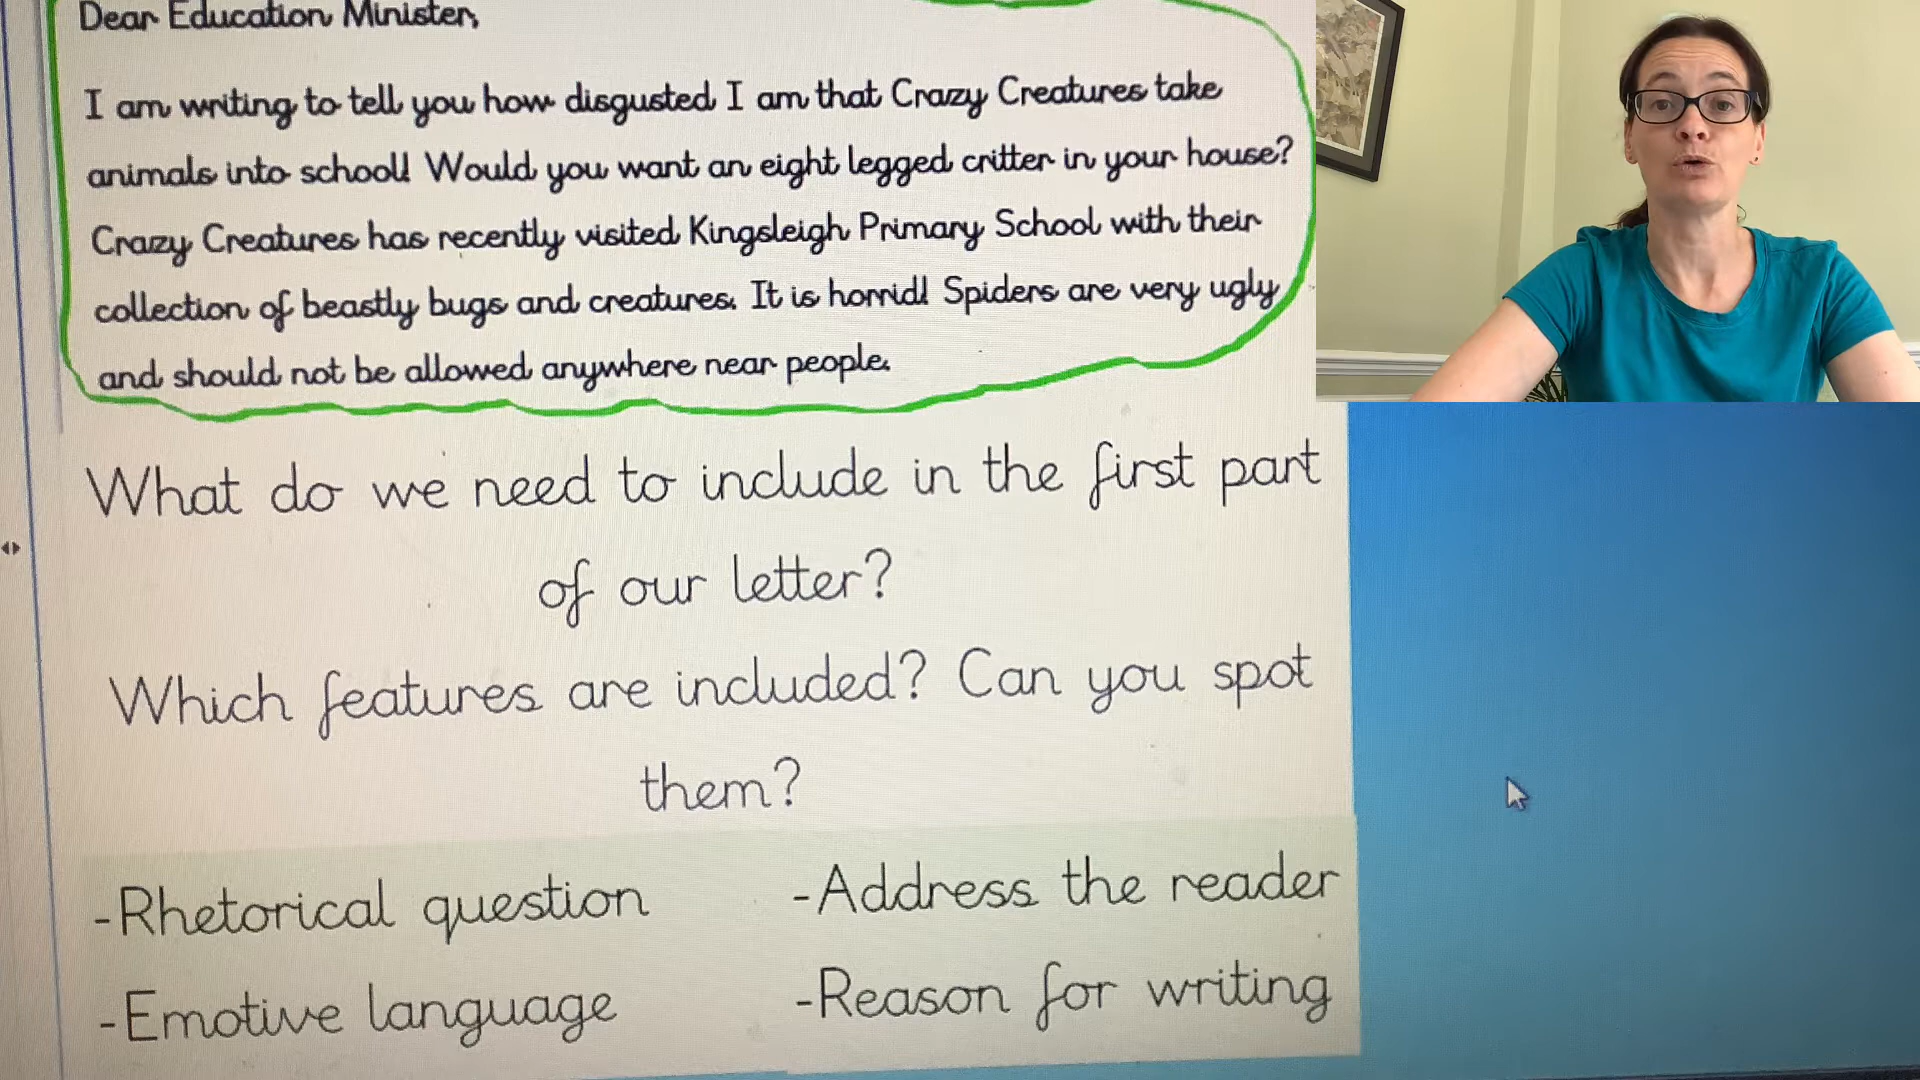 Dear Education Minister,
I am writing to tell you how disgusted I am that Crazy Creatures take
animals into school! Would you want an eight legged critter in your house?
Crazy Creatures has recently visited Kingsleigh Primary School with their
collection of beastly bugs and creatures. It is horrid! Spiders are very ugly
and should not be allowed anywhere near people.
What do we need to include in the first part
of our letter?
Which features are included? Can you spot
them?
-Rhetorical question
-Address the reader
-Emotive language
-Reason for writing